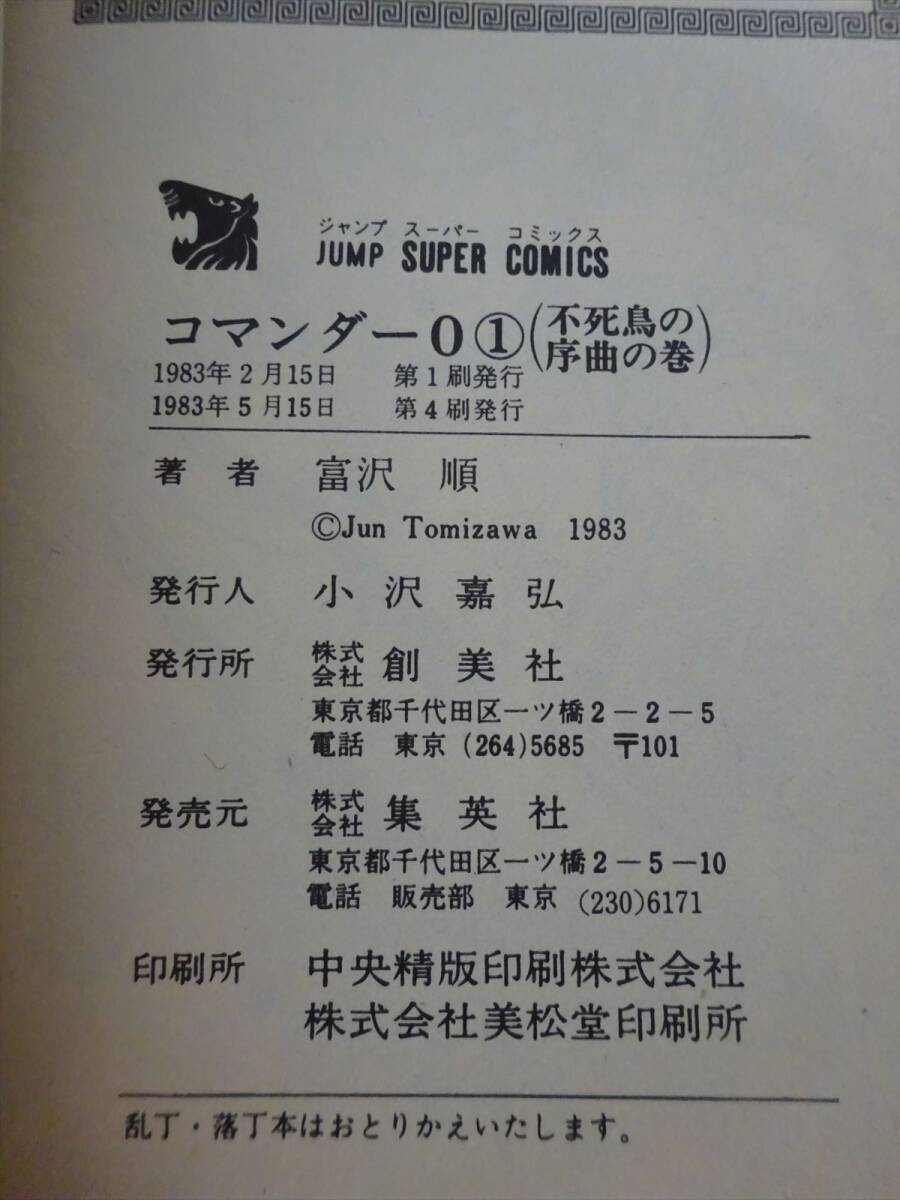 ジャンプ スーパー コミックス
JUMP SUPER COMICS
コマンダー0①(不死鳥の序曲の巻)
1983年2月15日 第1刷発行
1983年5月15日 第4刷発行
著者 富沢 順
©Jun Tomizawa 1983
発行人 小沢嘉弘
発行所 株式会社 創美社
東京都千代田区一ツ橋2-2-5
電話 東京 (264)5685 〒101
発売元 株式会社 集英社
東京都千代田区一ツ橋2-5-10
電話 販売部 東京 (230)6171
印刷所 中央精版印刷株式会社
株式会社美松堂印刷所
乱丁・落丁本はおとりかえいたします。